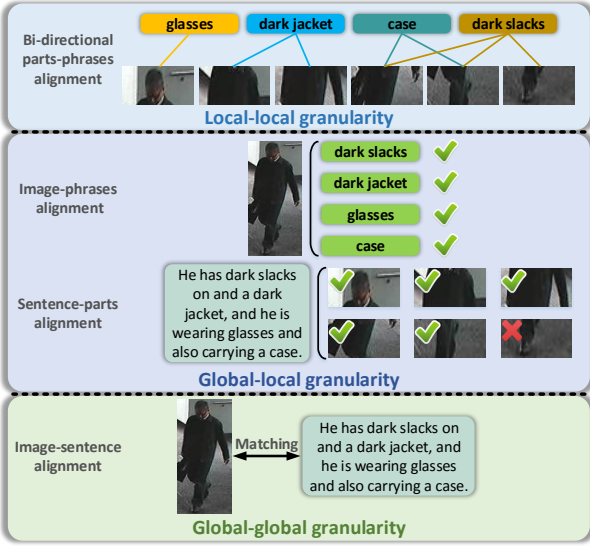 glasses
dark jacket
case
dark slacks
Bi-directional
parts-phrases
alignment
Local-local granularity
Image-phrases
alignment
dark slacks
dark jacket
glasses
case
Sentence-parts
alignment
He has dark slacks
on and a dark
jacket, and he is
wearing glasses and
also carrying a case.
Global-local granularity
Image-sentence
alignment
Matching
He has dark slacks on
and a dark jacket, and
he is wearing glasses
and also carrying a case.
Global-global granularity